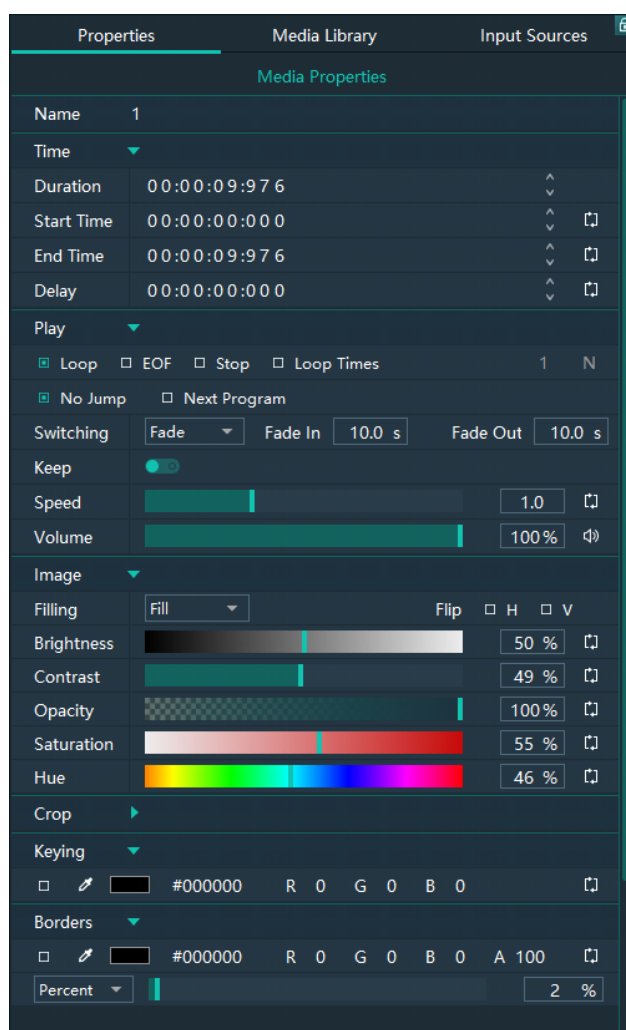 Properties Media Library Input Sources
Media Properties
Name 1
Time
Duration 00:00:09:976
Start Time 00:00:00:000
End Time 00:00:09:976
Delay 00:00:00:000
Play
Loop EOF Stop Loop Times 1 N
No Jump Next Program
Switching Fade Fade In 10.0 s Fade Out 10.0 s
Keep
Speed 1.0
Volume 100%
Image
Filling Fill Flip H V
Brightness 50 %
Contrast 49 %
Opacity 100%
Saturation 55 %
Hue 46 %
Crop
Keying
#000000 R 0 G 0 B 0
Borders
#000000 R 0 G 0 B 0 A 100
Percent 2 %